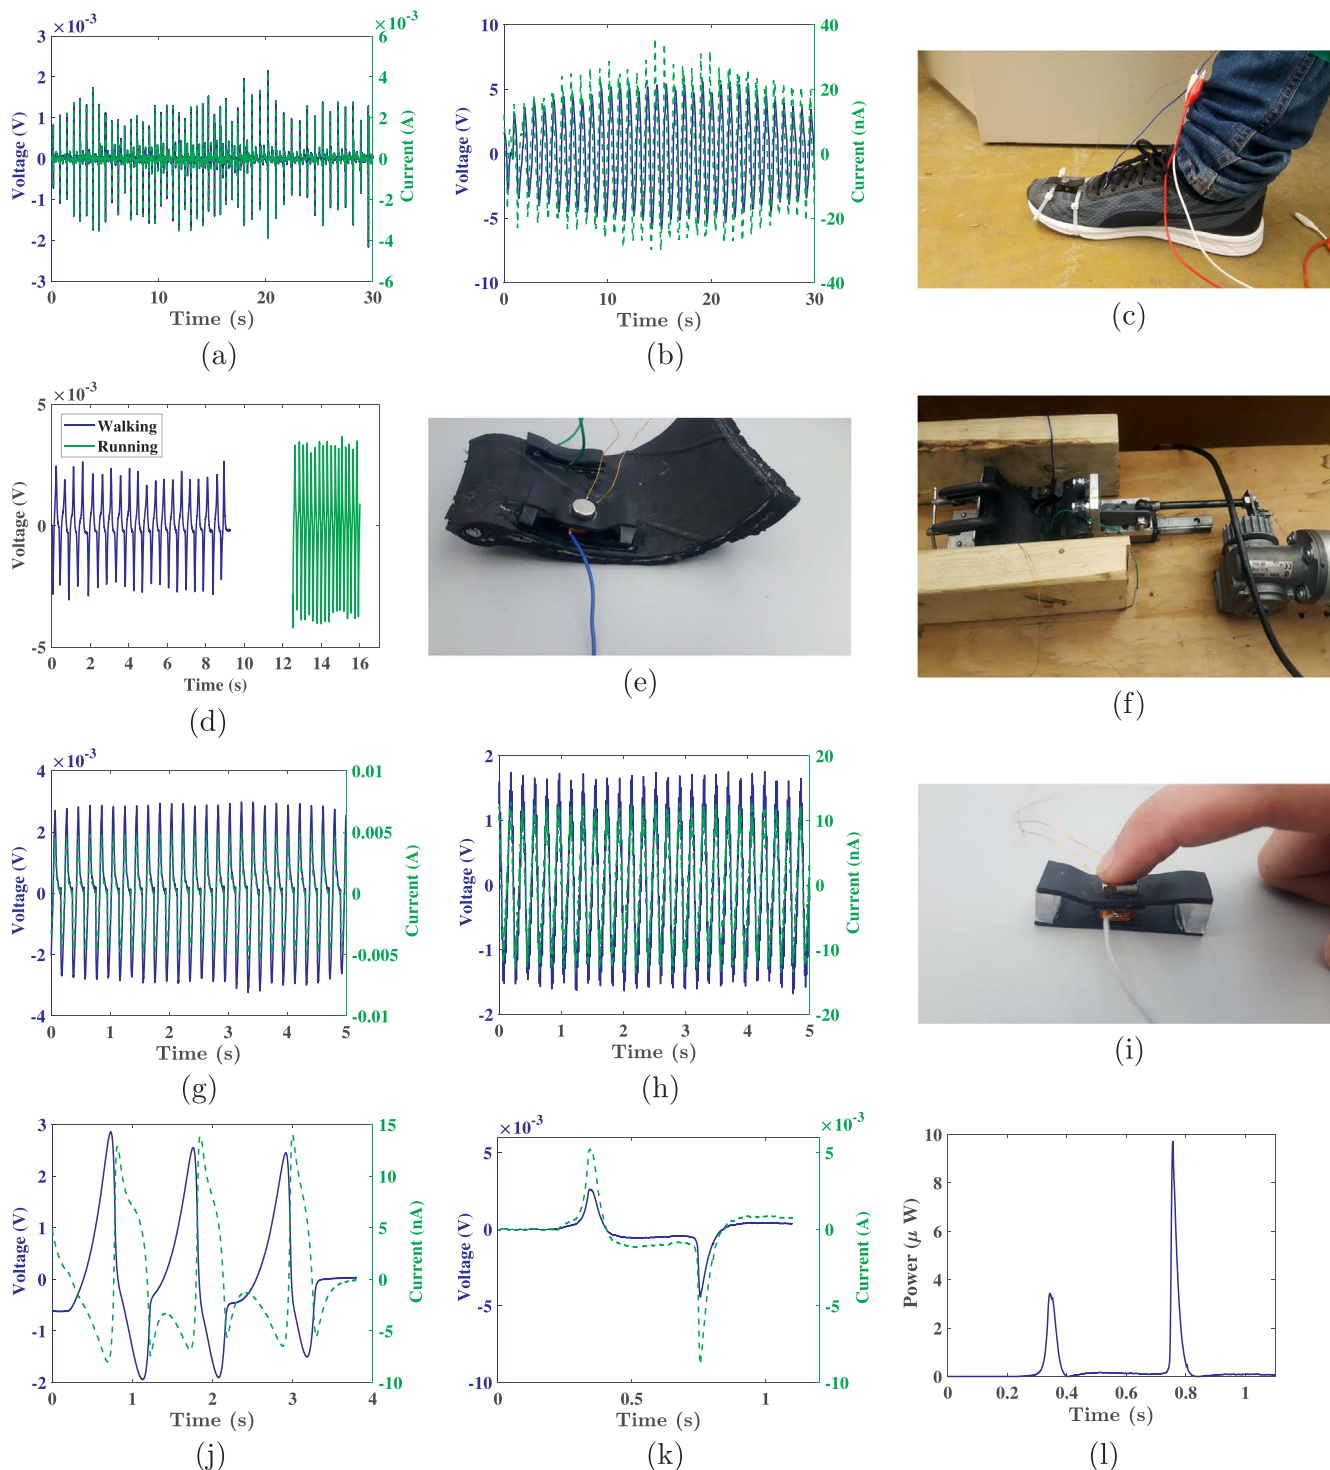 ×10⁻³ ×10⁻³
3 2 1 0 -1 -2 -3
Voltage (V)
6 4 2 0 -2 -4 -6
Current (A)
0 10 20 30
Time (s)
(a)
10 5 0 -5 -10
Voltage (V)
40 20 0 -20 -40
Current (nA)
0 10 20 30
Time (s)
(b)
(c)
×10⁻³
5 0 -5
Voltage (V)
Walking
Running
0 2 4 6 8 10 12 14 16
Time (s)
(d)
(e)
(f)
×10⁻³
4 2 0 -2 -4
Voltage (V)
0.01 0.005 0 -0.005 -0.01
Current (A)
0 1 2 3 4 5
Time (s)
(g)
2 1 0 -1 -2
Voltage (V)
20 10 0 -10 -20
Current (nA)
0 1 2 3 4 5
Time (s)
(h)
(i)
3 2 1 0 -1 -2
Voltage (V)
15 10 5 0 -5 -10
Current (nA)
0 1 2 3 4
Time (s)
(j)
×10⁻³ ×10⁻³
5 0 -5 -10
Voltage (V)
5 0 -5 -10
Current (A)
0 0.5 1
Time (s)
(k)
10 8 6 4 2 0
Power (μ W)
0 0.2 0.4 0.6 0.8 1
Time (s)
(l)